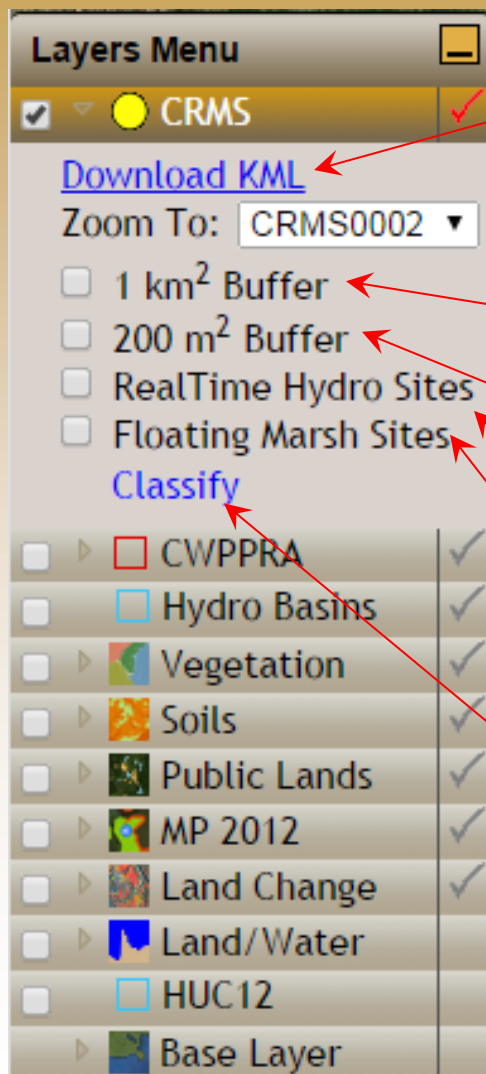 Layers Menu
CRMS
Download KML
Zoom To: CRMS0002
1 km² Buffer
200 m² Buffer
RealTime Hydro Sites
Floating Marsh Sites
Classify
CWPPRA
Hydro Basins
Vegetation
Soils
Public Lands
MP 2012
Land Change
Land/Water
HUC12
Base Layer